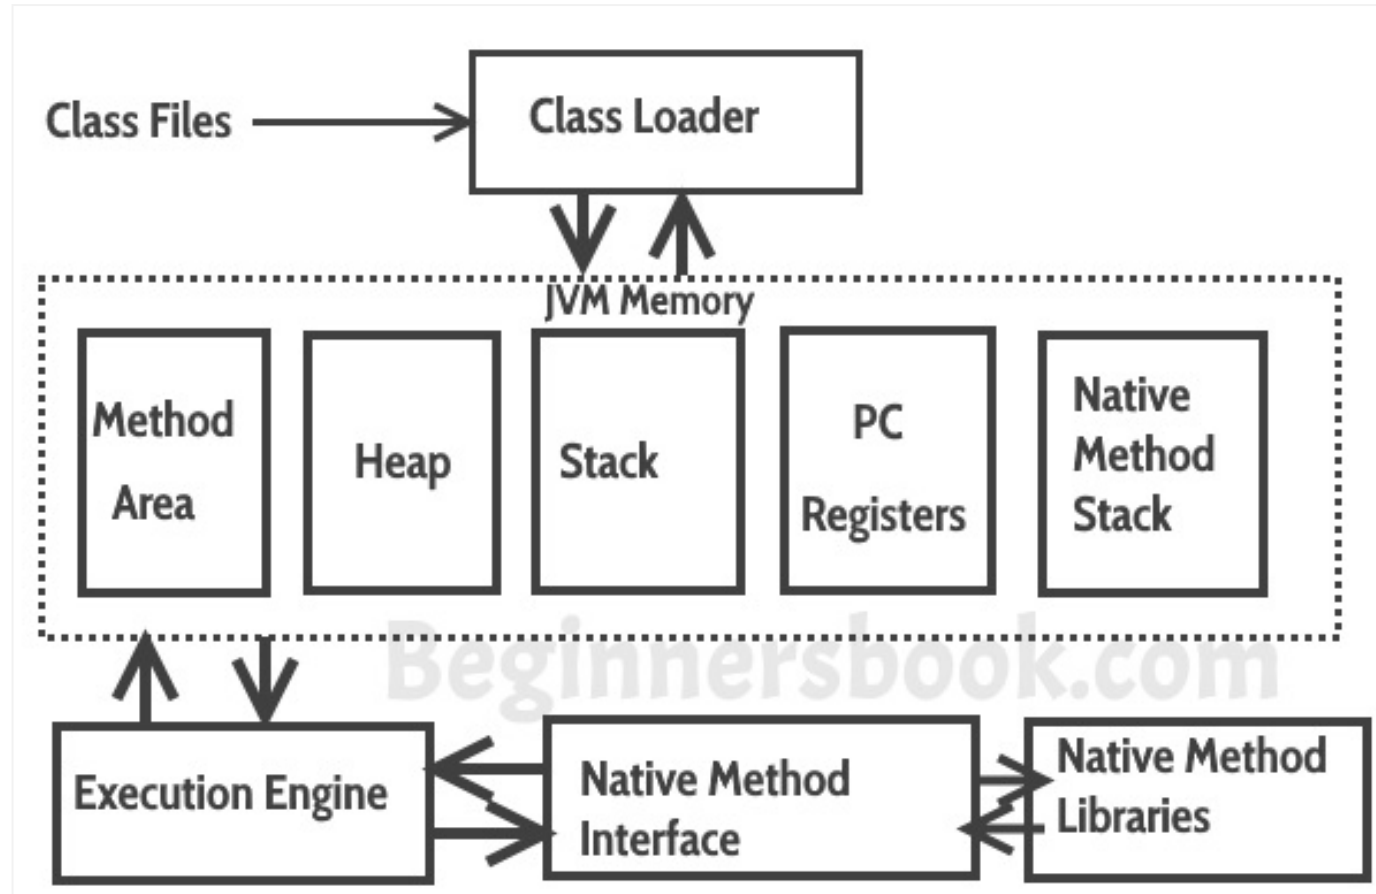 Class Files
Class Loader
JVM Memory
Method
Area
Heap
Stack
PC
Registers
Native
Method
Stack
Beginnersbook.com
Execution Engine
Native Method
Interface
Native Method
Libraries